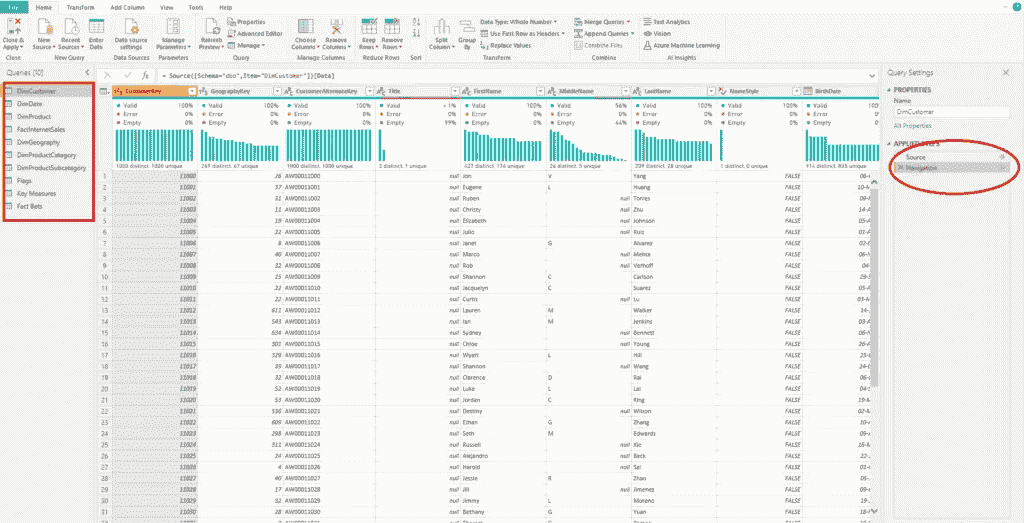 File Home Transform Add Column View Tools Help
Close & Apply New Source Recent Sources Enter Data Data source settings Manage Parameters Refresh Preview Properties Advanced Editor Manage Choose Columns Remove Columns Keep Rows Remove Rows Split Column Group By Data Type: Whole Number Use First Row as Headers Replace Values Merge Queries Append Queries Combine Files Text Analytics Vision Azure Machine Learning
Close New Query Data Sources Parameters Query Manage Columns Reduce Rows Sort Transform Combine AI Insights
Queries [10]
DimCustomer
DimDate
DimProduct
FactInternetSales
DimGeography
DimProductCategory
DimProductSubcategory
Flags
Key Measures
Fact Bets
= Source{[Schema="dbo",Item="DimCustomer"]}[Data]
CustomerKey GeographyKey CustomerAlternateKey Title FirstName MiddleName LastName NameStyle BirthDate
Valid 100% Valid 100% Valid 100% Valid < 1% Valid 100% Valid 56% Valid 100% Valid 100% Valid 100%
Error 0% Error 0% Error 0% Error 0% Error 0% Error 0% Error 0% Error 0% Error 0%
Empty 0% Empty 0% Empty 0% Empty 99% Empty 0% Empty 44% Empty 0% Empty 0% Empty 0%
1000 distinct, 1000 unique 1000 distinct, 1000 unique 2 distinct, 1 unique 1 distinct, 0 unique
1 11000 26 AW00011000 null Jon V Yang FALSE
2 11001 37 AW00011001 null Eugene L Huang FALSE
3 11002 31 AW00011002 null Ruben null Torres FALSE
4 11003 11 AW00011003 null Christy null Zhu FALSE
5 11004 19 AW00011004 null Elizabeth null Johnson FALSE
6 11005 22 AW00011005 null Julio null Ruiz FALSE
7 11006 8 AW00011006 null Janet G Alvarez FALSE
8 11007 40 AW00011007 null Marco null Mehta FALSE
9 11008 32 AW00011008 null Rob null Verhoff FALSE
10 11009 25 AW00011009 null Shannon C Carlson FALSE
11 11010 22 AW00011010 null Jacquelyn C Suarez FALSE
12 11011 22 AW00011011 null Curtis null Lu FALSE
13 11012 611 AW00011012 null Lauren M Walker FALSE
14 11013 543 AW00011013 null Ian M Jenkins FALSE
15 11014 634 AW00011014 null Sydney null Bennett FALSE
16 11015 301 AW00011015 null Chloe null Young FALSE
17 11016 329 AW00011016 null Wyatt L Hill FALSE
18 11017 39 AW00011017 null Shannon null Wang FALSE
19 11018 32 AW00011018 null Clarence D Rai FALSE
20 11019 52 AW00011019 null Luke L Lal FALSE
21 11020 53 AW00011020 null Jordan C King FALSE
22 11021 536 AW00011021 null Destiny null Wilson FALSE
23 11022 609 AW00011022 null Ethan G Zhang FALSE
24 11023 298 AW00011023 null Seth M Edwards FALSE
25 11024 311 AW00011024 null Russell null Xie FALSE
26 11025 24 AW00011025 null Alejandro null Beck FALSE
27 11026 4 AW00011026 null Harold null Sai FALSE
28 11027 40 AW00011027 null Jessie R Zhao FALSE
29 11028 17 AW00011028 null Jill null Jimenez FALSE
30 11029 32 AW00011029 null Jimmy L Moreno FALSE
31 11030 28 AW00011030 null Bethany G Yuan FALSE
Query Settings
PROPERTIES
Name
DimCustomer
All Properties
APPLIED STEPS
Source
Navigation